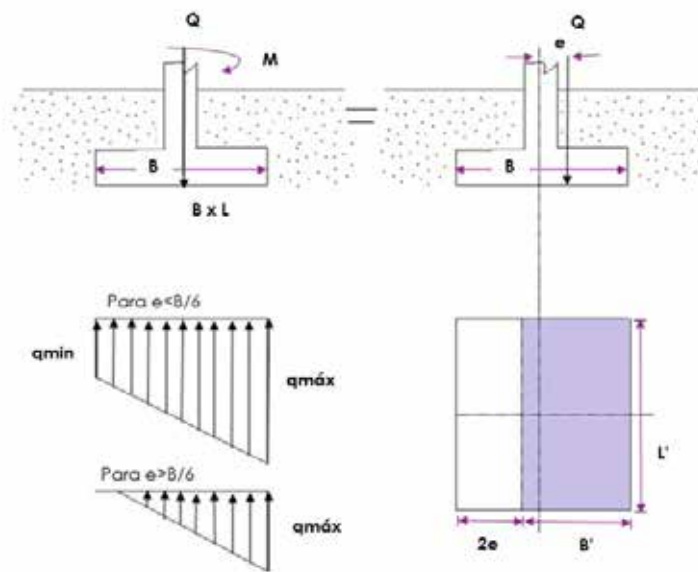 Q
M
B
B x L
Q
e
B
Para e<B/6
qmin
qmáx
Para e>B/6
qmáx
L'
2e
B'